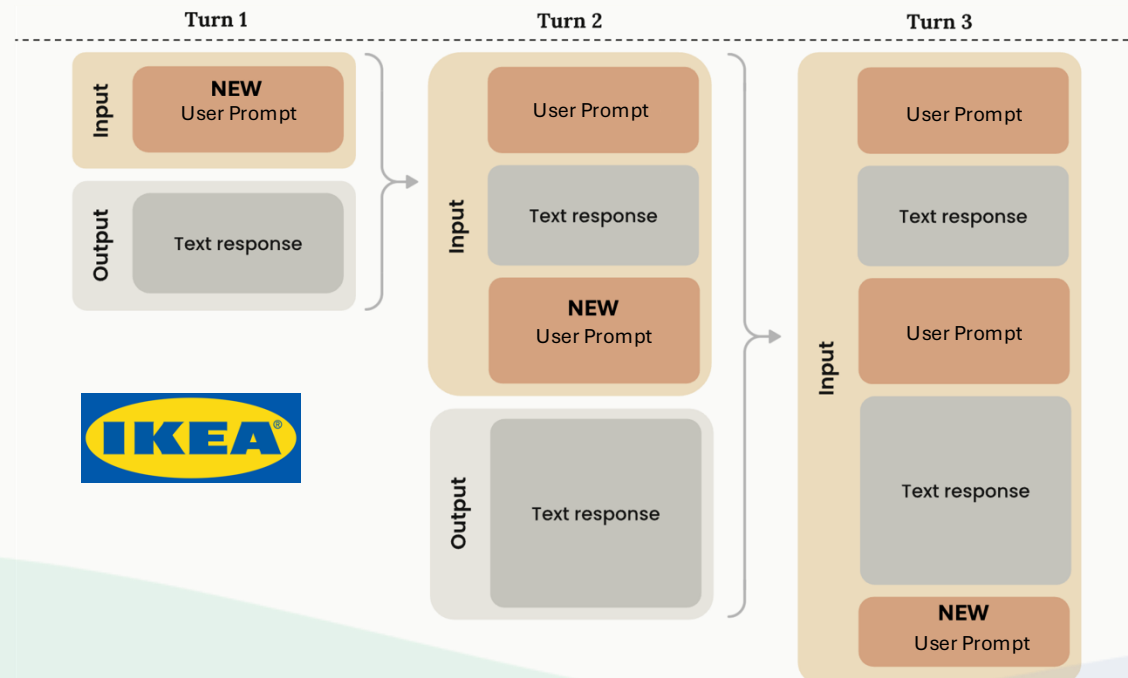 Turn 1
Turn 2
Turn 3
Input
NEW
User Prompt
Output
Text response
IKEA®
Input
User Prompt
Text response
NEW
User Prompt
Output
Text response
Input
User Prompt
Text response
User Prompt
Text response
NEW
User Prompt